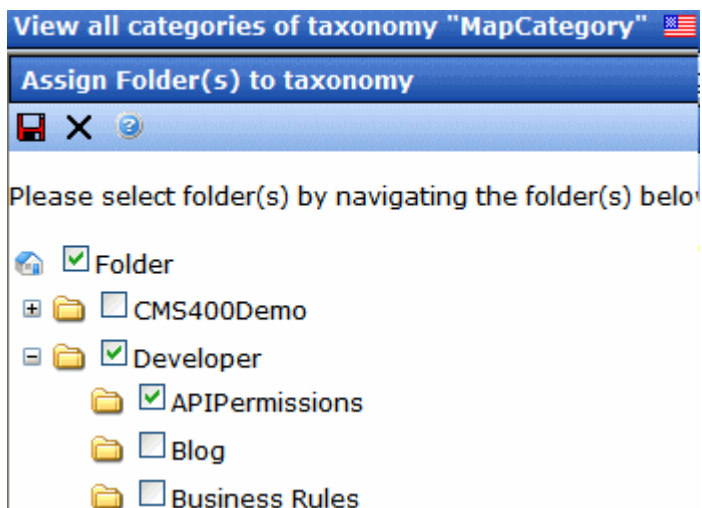 View all categories of taxonomy "MapCategory"
Assign Folder(s) to taxonomy
Please select folder(s) by navigating the folder(s)
Folder
CMS400Demo
Developer
APIPermissions
Blog
Business Rules